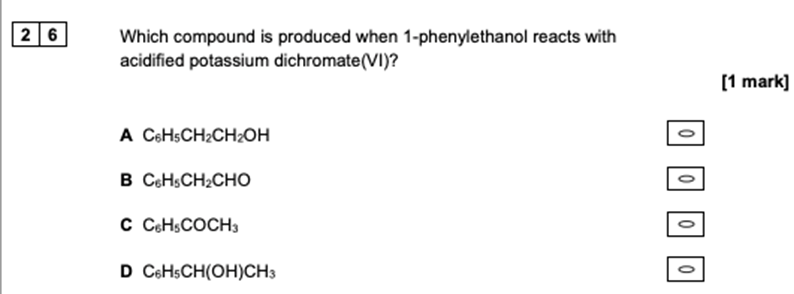 2 6 Which compound is produced when 1-phenylethanol reacts with
acidified potassium dichromate(VI)?
[1 mark]
A C₆H₅CH₂CH₂OH
B C₆H₅CH₂CHO
C C₆H₅COCH₃
D C₆H₅CH(OH)CH₃